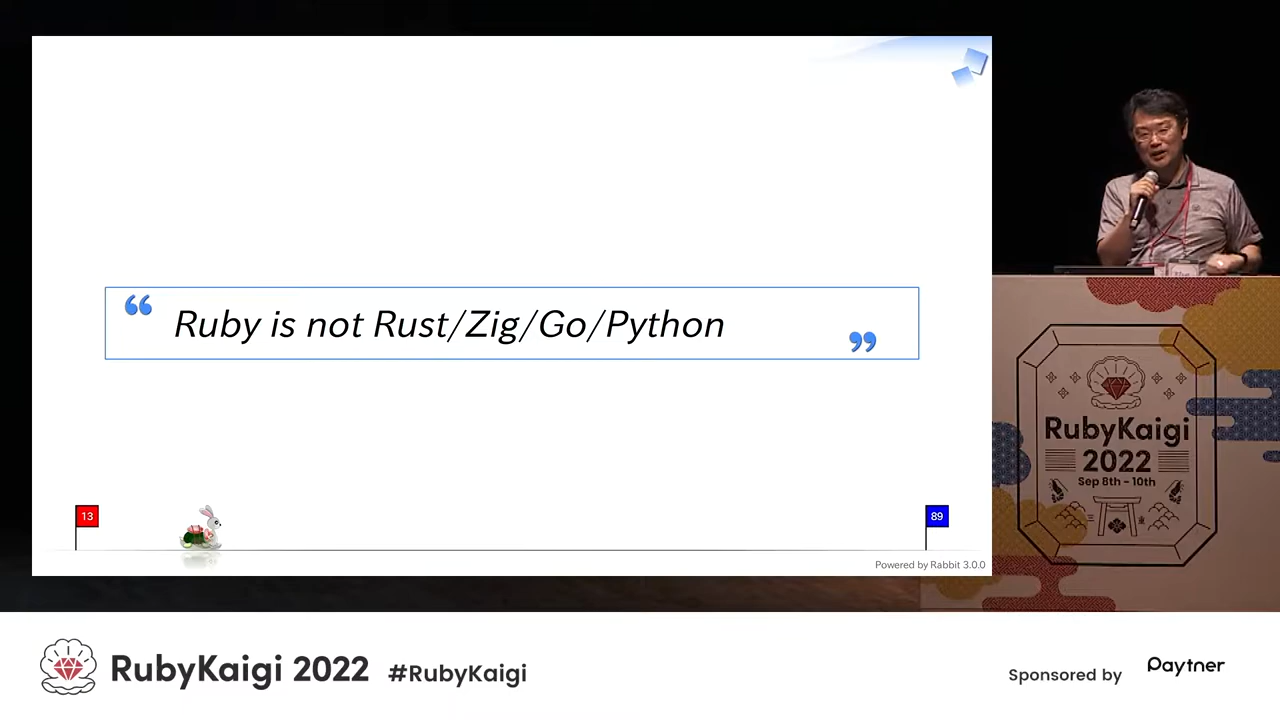 “ Ruby is not Rust/Zig/Go/Python ”
13
89
Powered by Rabbit 3.0.0
RubyKaigi
2022
Sep 8th - 10th
RubyKaigi 2022 #RubyKaigi
Sponsored by Paytner